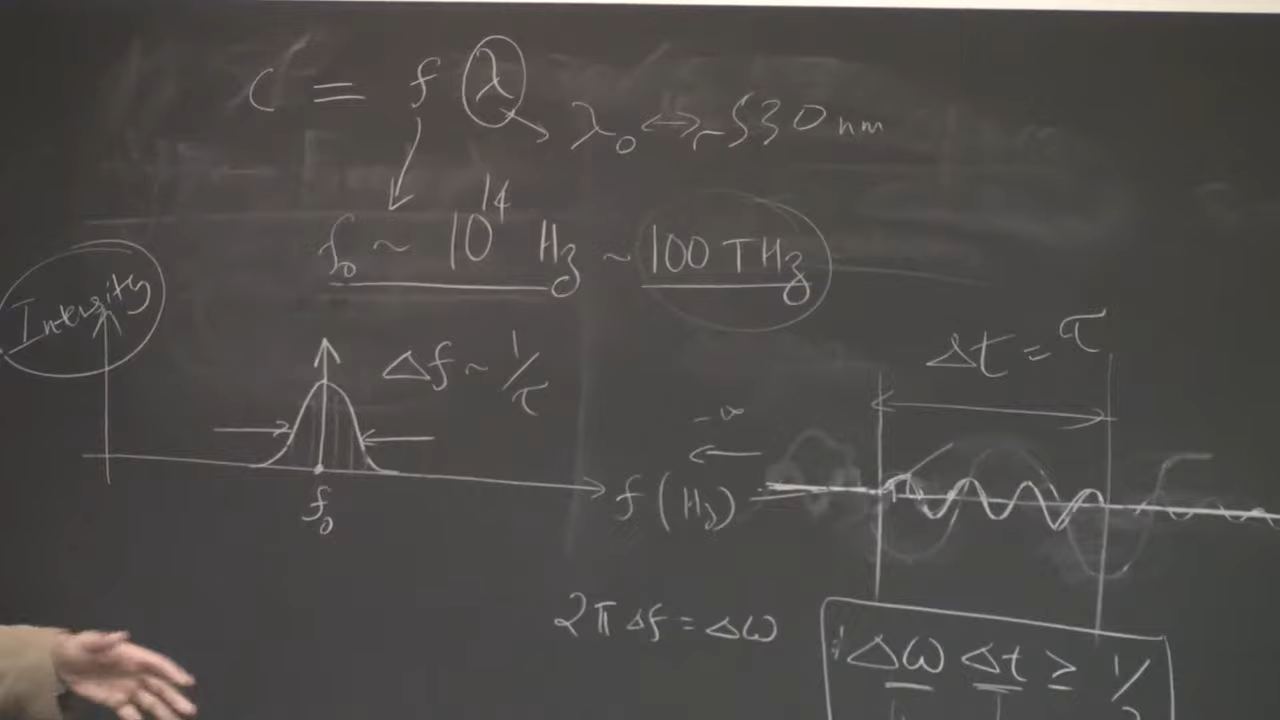 c = f λ
λ₀ ↔ ~ 530 nm
f₀ ~ 10¹⁴ Hz ~ 100 THz
Intensity
Δf ~ 1/τ
f₀
f (Hz)
-∞
Δt = τ
2π Δf = Δω
Δω Δt ≥ 1/